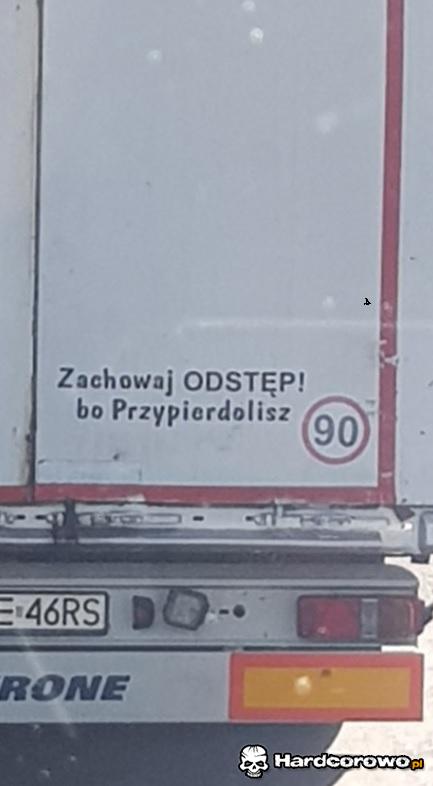 Zachowaj ODSTĘP!
bo Przypierdolisz
90
E 46RS
RONE
Hardcorowo.pl